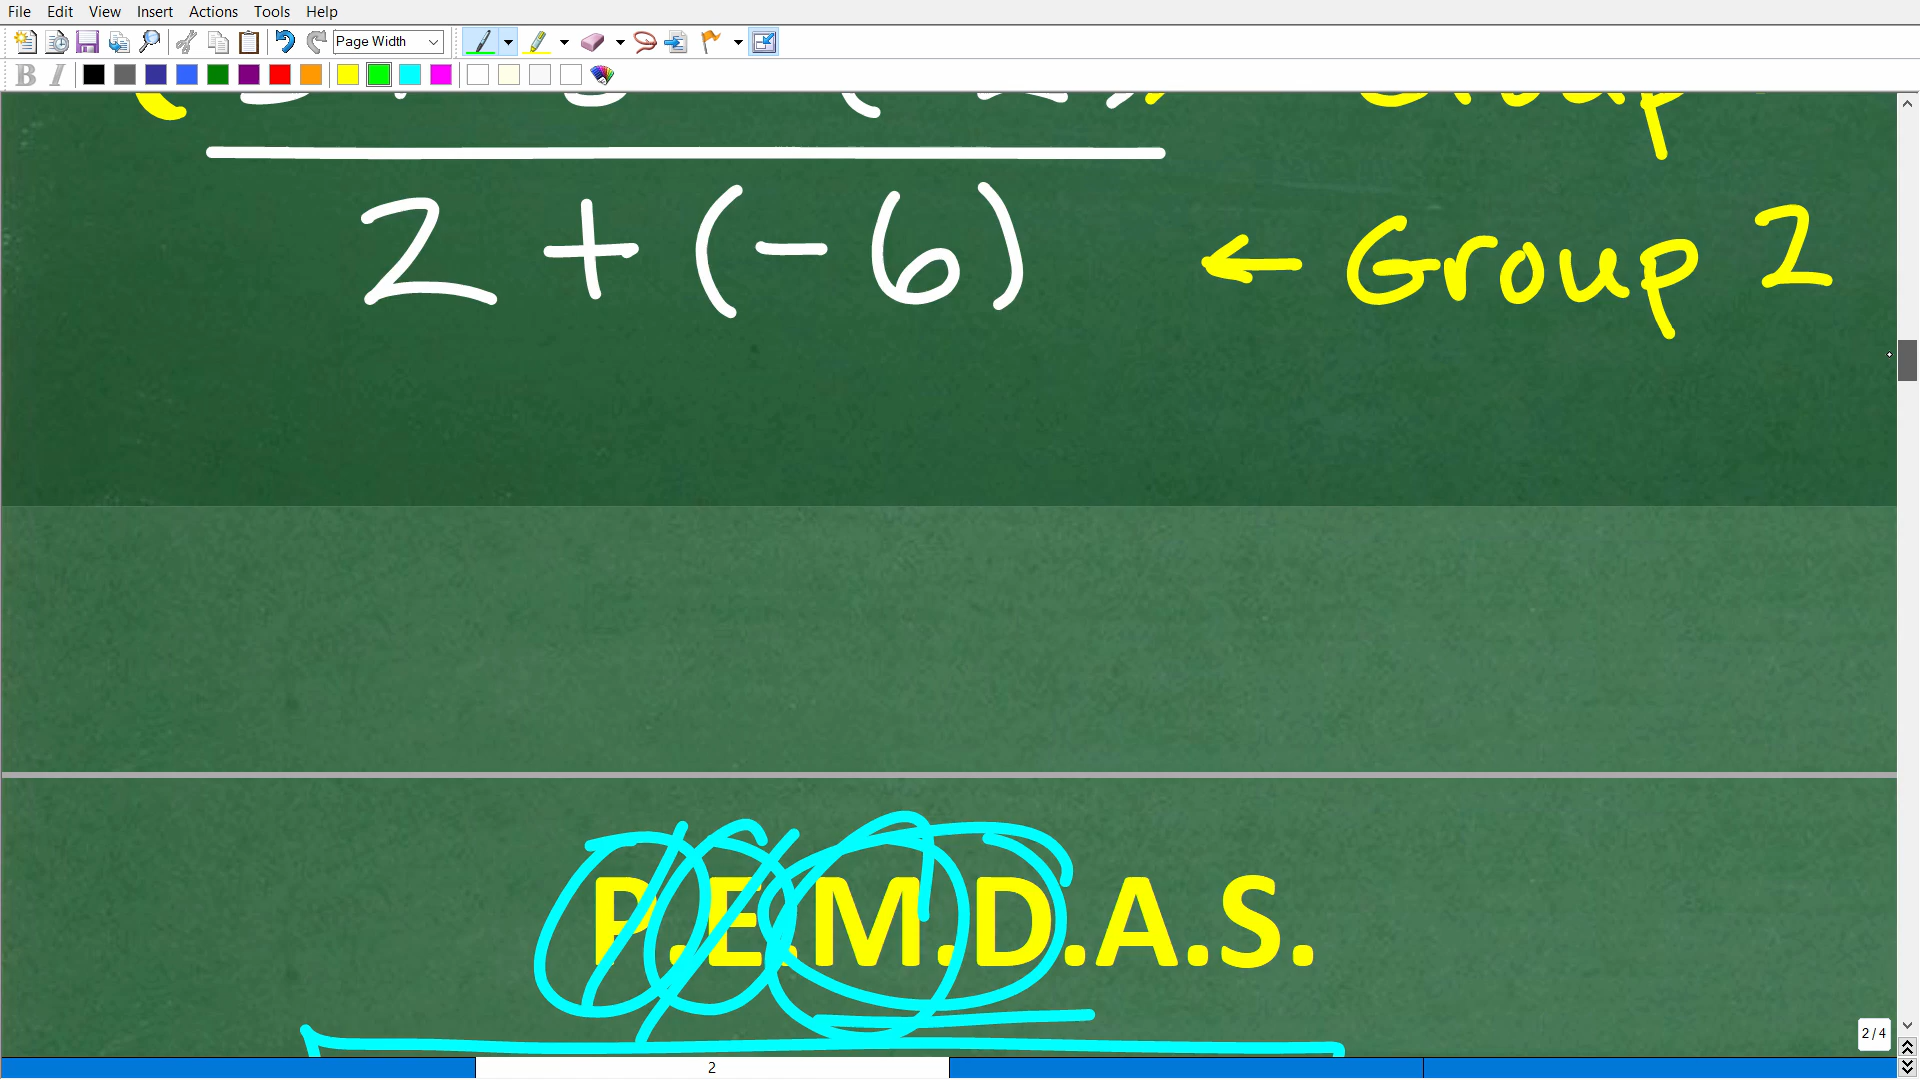 File Edit View Insert Actions Tools Help
Page Width
B I
2 + (-6) ← Group 2
P.E.M.D.A.S.
2 / 4
2